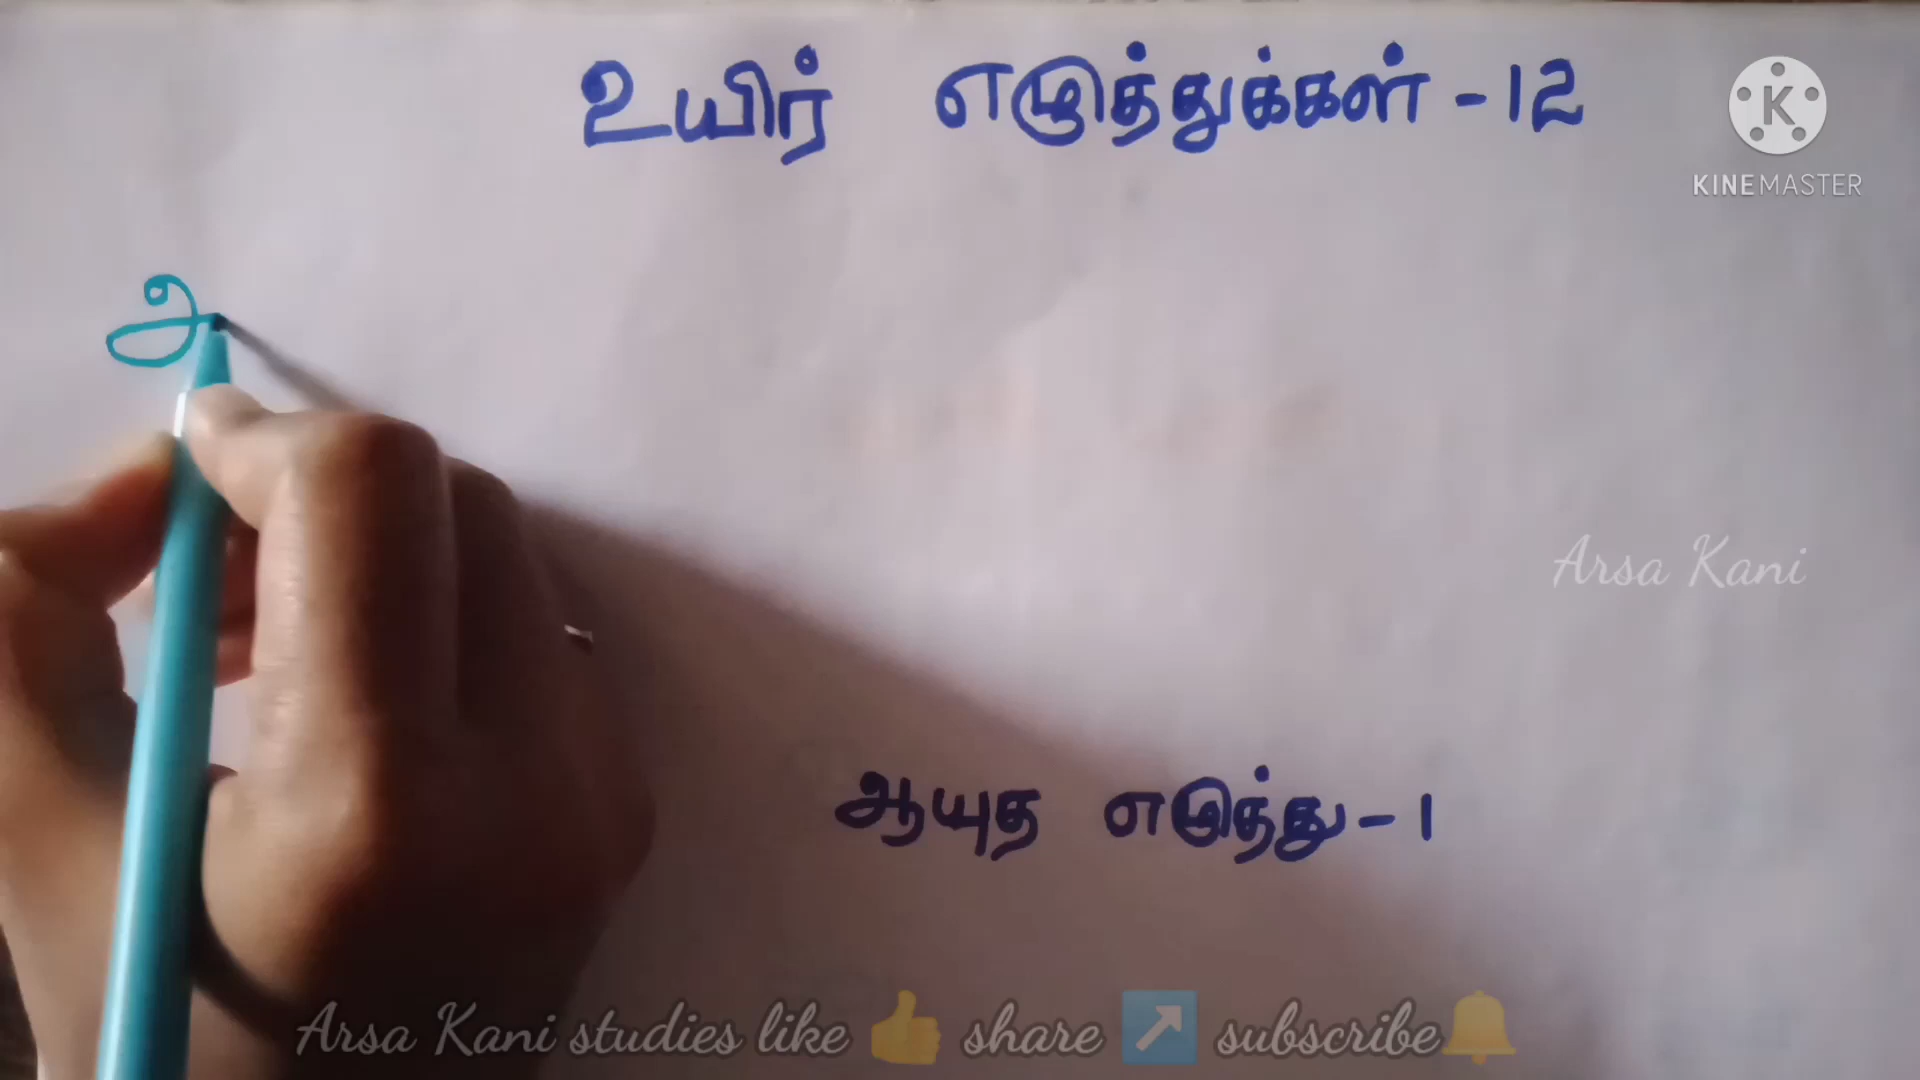 உயிர் எழுத்துக்கள் - 12
K
KINEMASTER
அ
Arsa Kani
ஆயுத எழுத்து - 1
Arsa Kani studies like 👍 share ↗ subscribe 🔔